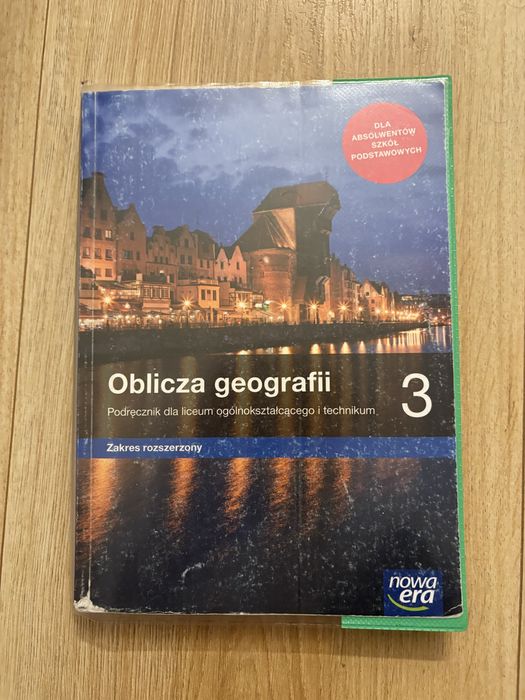 DLA
ABSOLWENTÓW
SZKÓŁ
PODSTAWOWYCH
Oblicza geografii 3
Podręcznik dla liceum ogólnokształcącego i technikum
Zakres rozszerzony
nowa
era